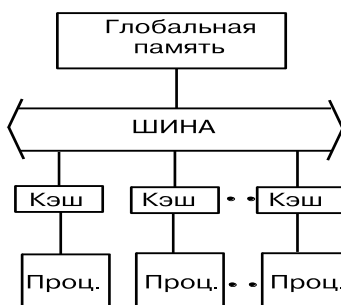 Глобальная
память
ШИНА
Кэш Кэш Кэш
Проц. Проц. Проц.